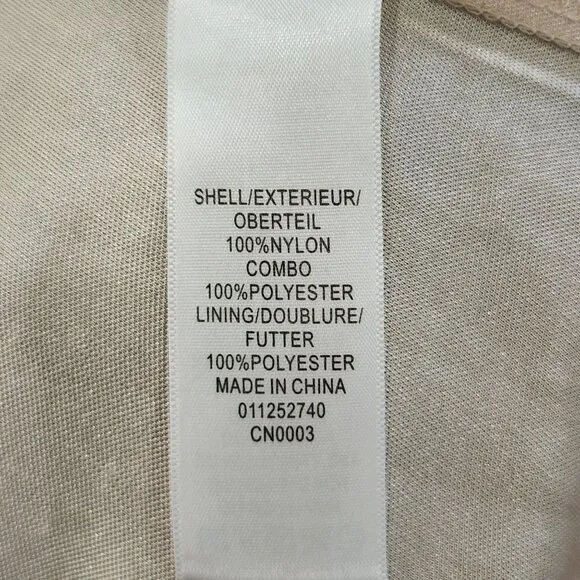 SHELL/EXTERIEUR/
OBERTEIL
100%NYLON
COMBO
100%POLYESTER
LINING/DOUBLURE/
FUTTER
100%POLYESTER
MADE IN CHINA
011252740
CN0003